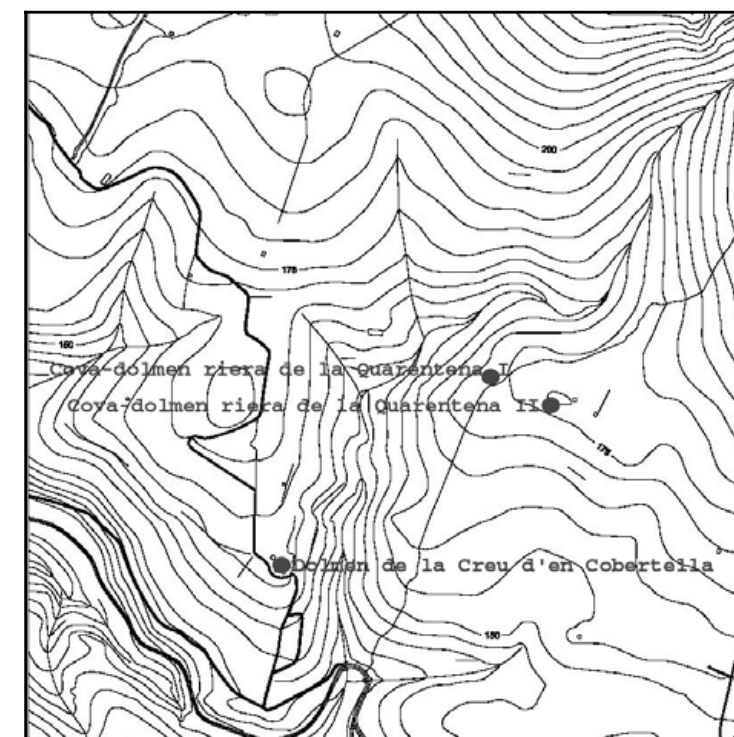 200
175
150
Cova-dolmen riera de la Quarentena I
Cova-dolmen riera de la Quarentena II
175
Dolmen de la Creu d'en Cobertella
150